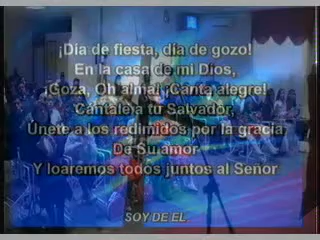 ¡Día de fiesta, día de gozo!
En la casa de mi Dios,
¡Goza, Oh alma! ¡Canta alegre!
Cántale a tu Salvador,
Únete a los redimidos por la gracia
De Su amor
Y loaremos todos juntos al Señor
SOY DE EL.